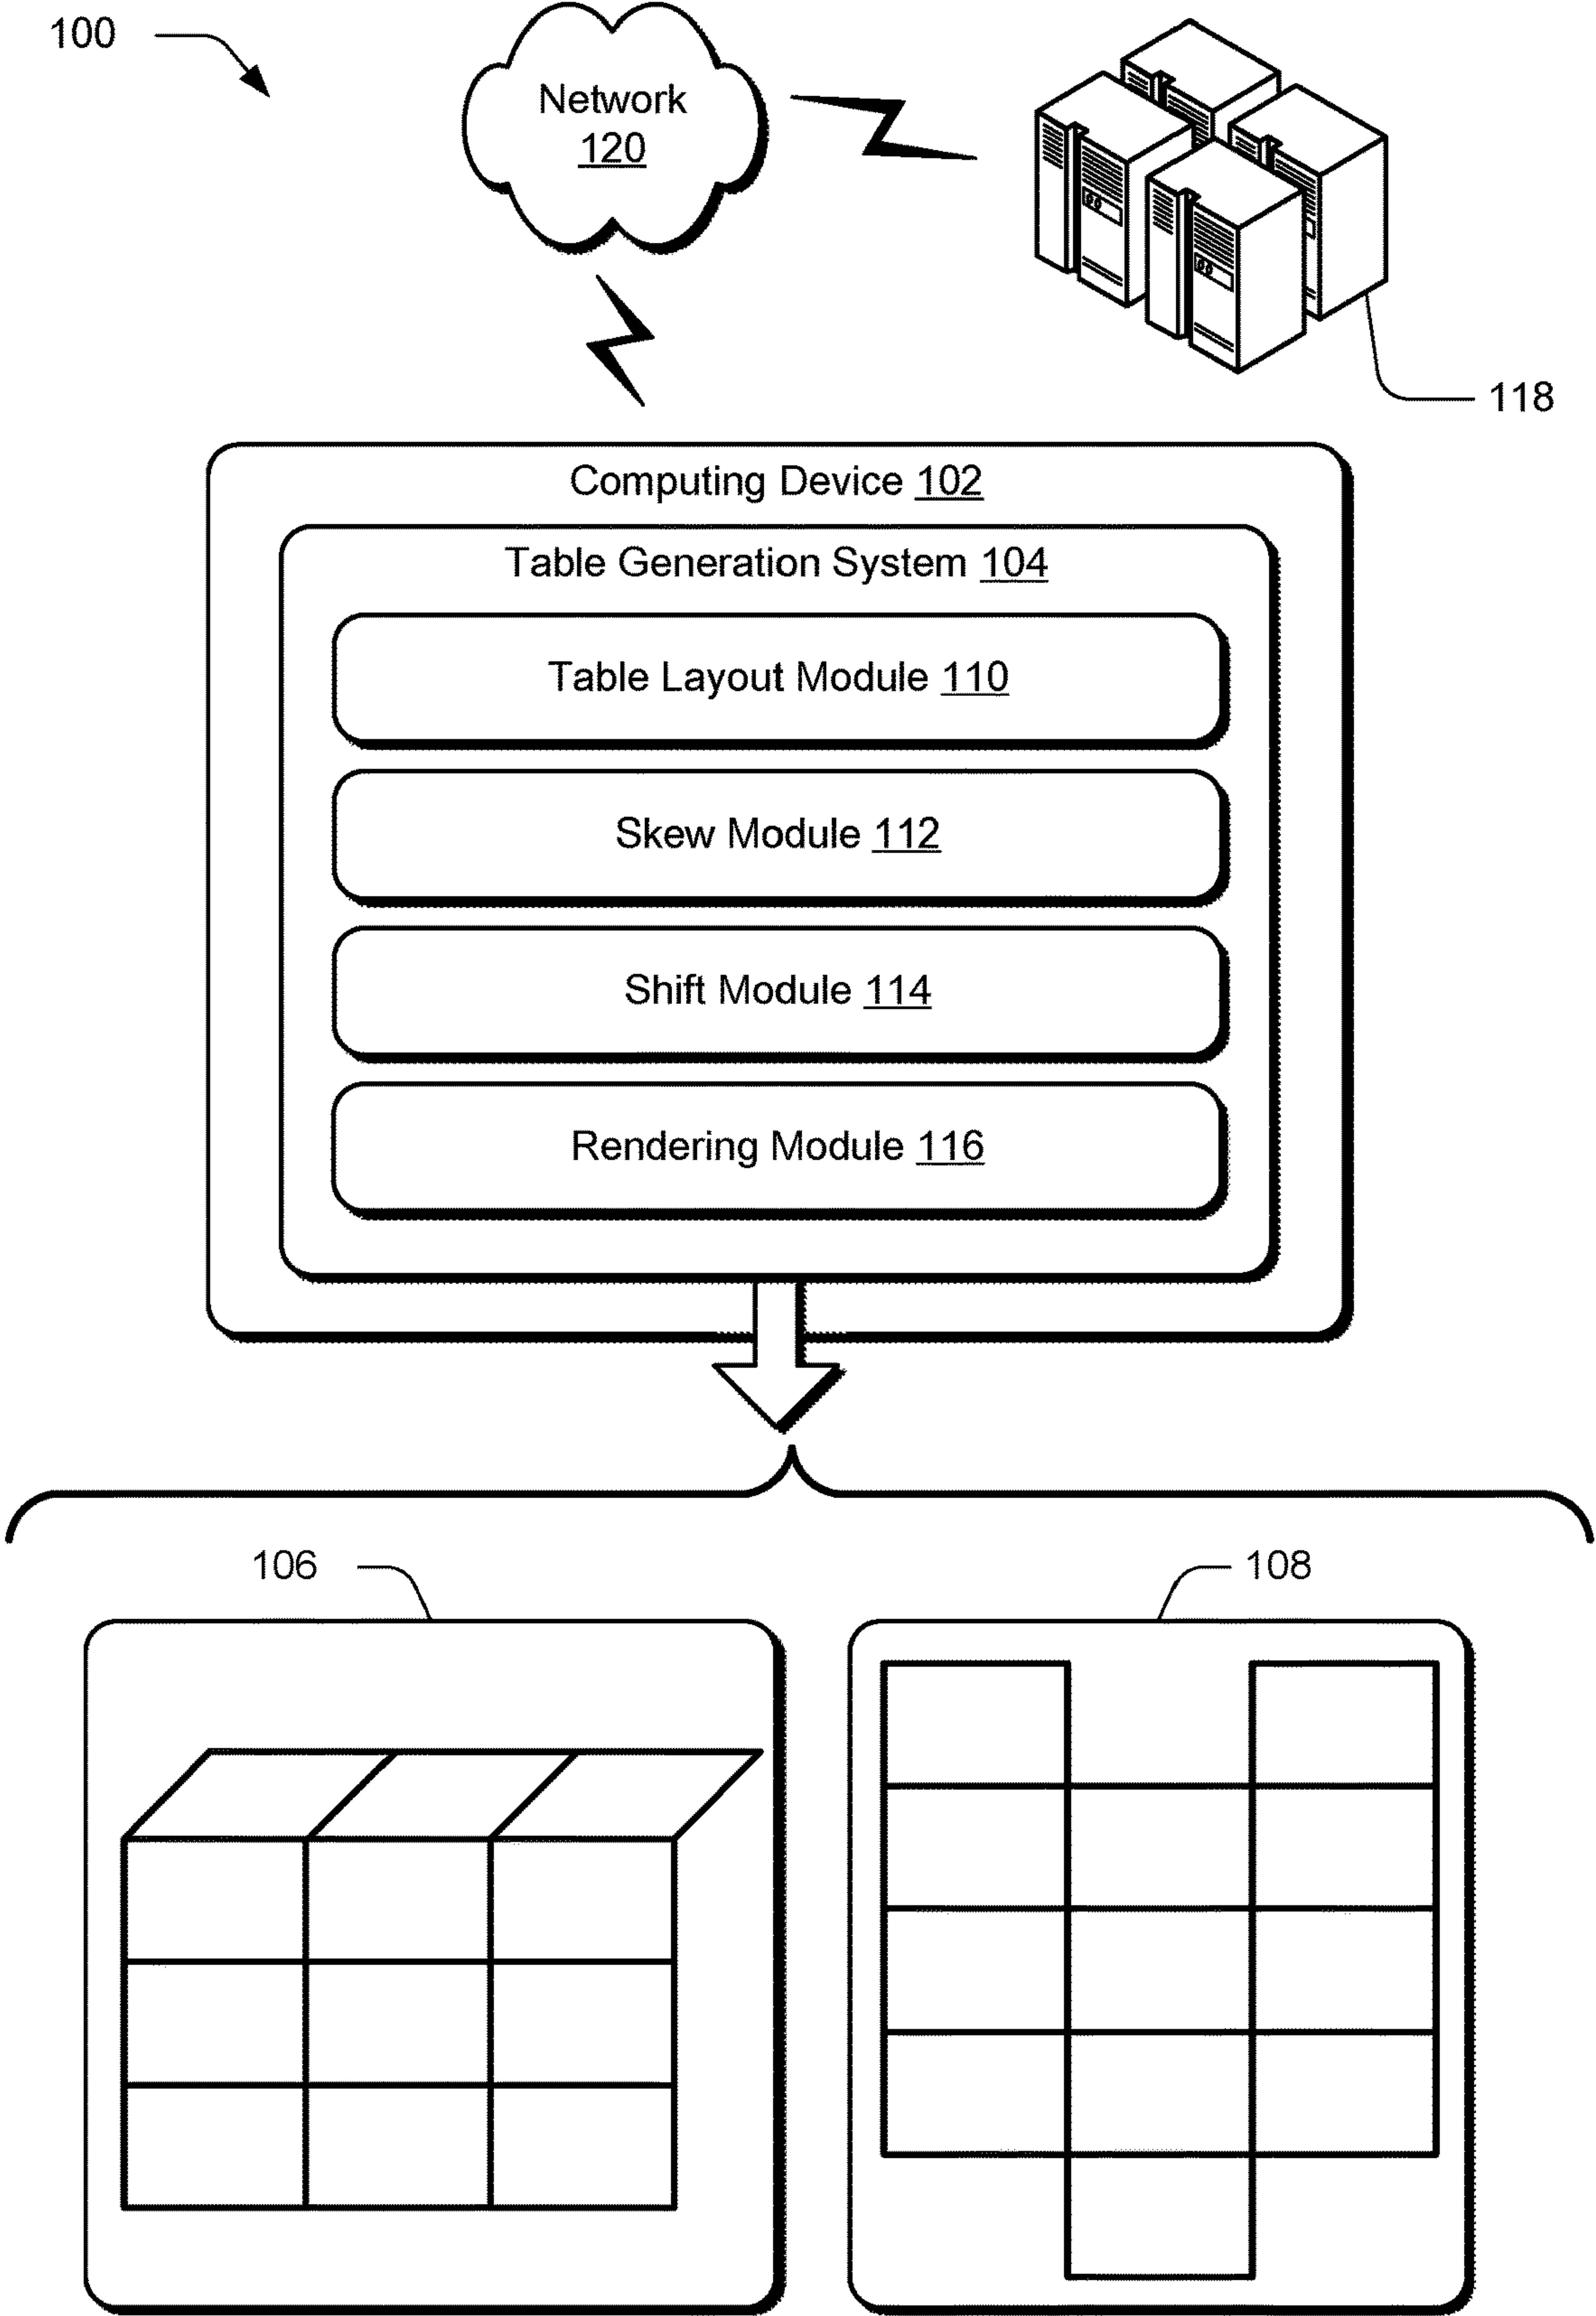 100
Network
120
118
Computing Device 102
Table Generation System 104
Table Layout Module 110
Skew Module 112
Shift Module 114
Rendering Module 116
106
108